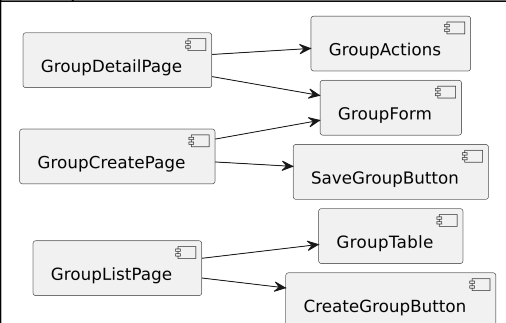 GroupDetailPage
GroupActions
GroupForm
GroupCreatePage
SaveGroupButton
GroupListPage
GroupTable
CreateGroupButton